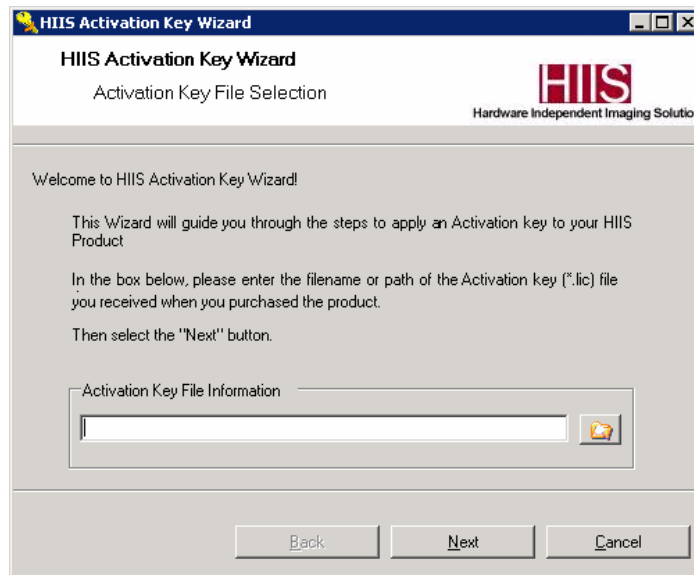 HIIS Activation Key Wizard
HIIS Activation Key Wizard
Activation Key File Selection
HIIS
Hardware Independent Imaging Solutio
Welcome to HIIS Activation Key Wizard!
This Wizard will guide you through the steps to apply an Activation key to your HIIS
Product
In the box below, please enter the filename or path of the Activation key (*.lic) file
you received when you purchased the product.
Then select the "Next" button.
Activation Key File Information
Back
Next
Cancel